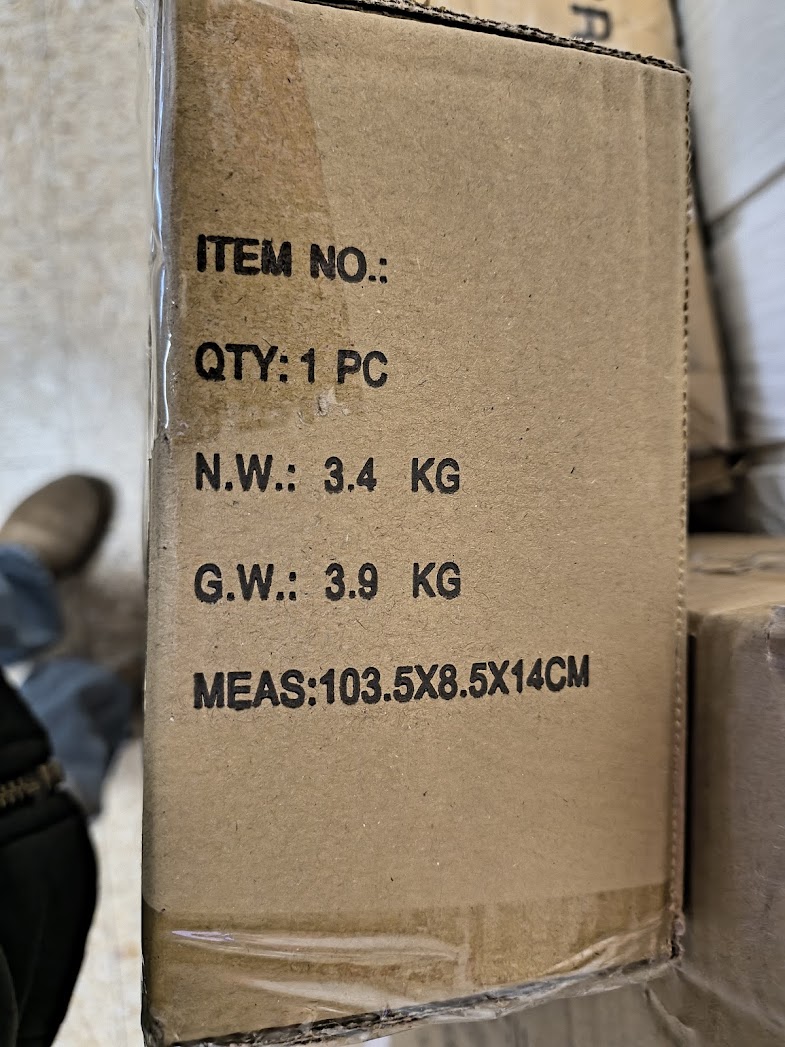 ITEM NO.:
QTY: 1 PC
N.W.: 3.4 KG
G.W.: 3.9 KG
MEAS:103.5X8.5X14CM
R